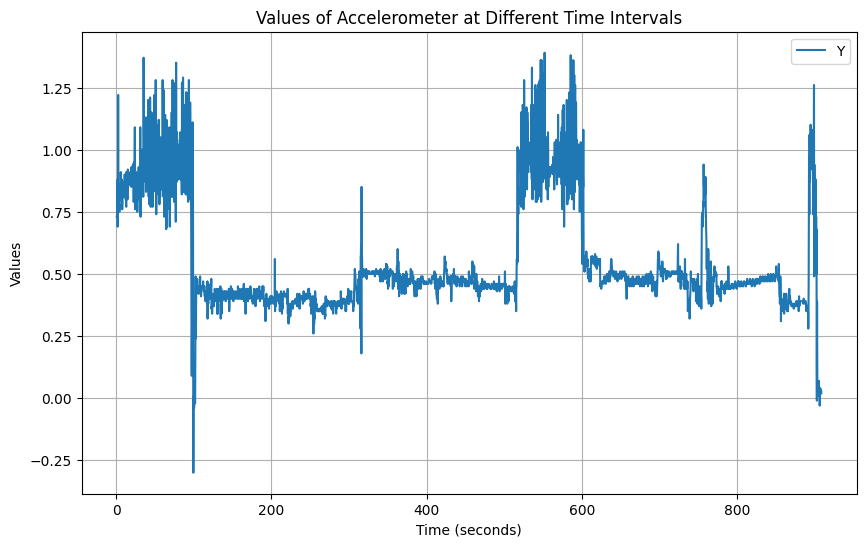 Values of Accelerometer at Different Time Intervals
Y
1.25
1.00
0.75
0.50
0.25
0.00
−0.25
Values
0 200 400 600 800
Time (seconds)